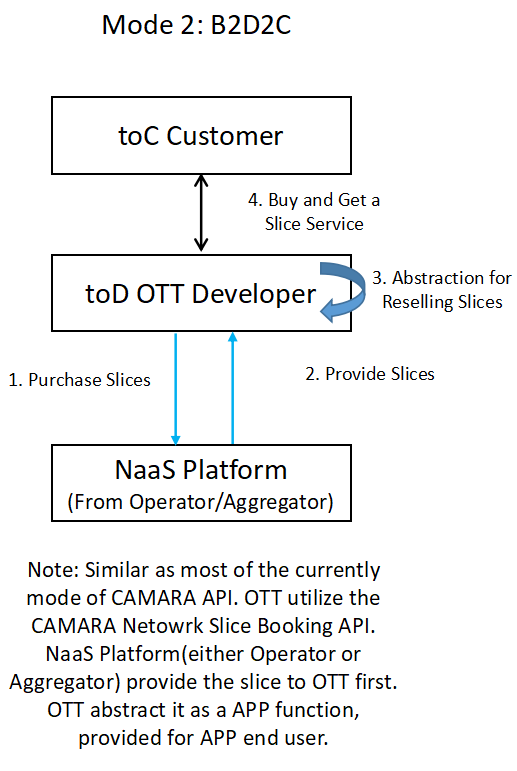 Mode 2: B2D2C
toC Customer
4. Buy and Get a
Slice Service
toD OTT Developer
3. Abstraction for
Reselling Slices
1. Purchase Slices
2. Provide Slices
NaaS Platform
(From Operator/Aggregator)
Note: Similar as most of the currently
mode of CAMARA API. OTT utilize the
CAMARA Netowrk Slice Booking API.
NaaS Platform(either Operator or
Aggregator) provide the slice to OTT first.
OTT abstract it as a APP function,
provided for APP end user.